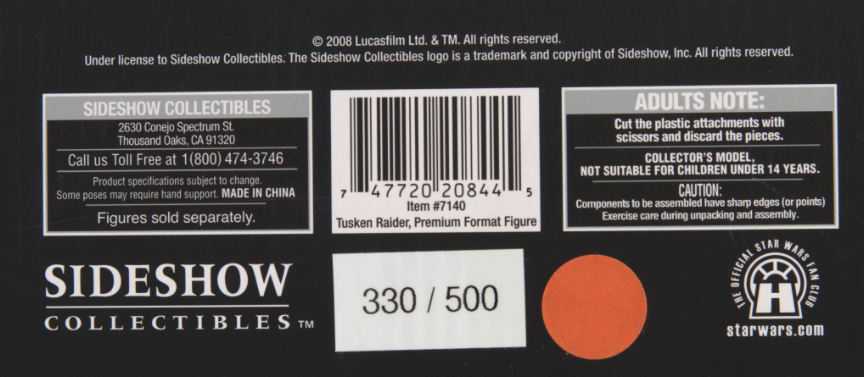 © 2008 Lucasfilm Ltd. & TM. All rights reserved.
Under license to Sideshow Collectibles. The Sideshow Collectibles logo is a trademark and copyright of Sideshow, Inc. All rights reserved.
SIDESHOW COLLECTIBLES
2630 Conejo Spectrum St.
Thousand Oaks, CA 91320
Call us Toll Free at 1(800) 474-3746
Product specifications subject to change.
Some poses may require hand support. MADE IN CHINA
Figures sold separately.
7 47720 20844 5
Item #7140
Tusken Raider, Premium Format Figure
ADULTS NOTE:
Cut the plastic attachments with
scissors and discard the pieces.
COLLECTOR'S MODEL,
NOT SUITABLE FOR CHILDREN UNDER 14 YEARS.
CAUTION:
Components to be assembled have sharp edges (or points)
Exercise care during unpacking and assembly.
SIDESHOW
COLLECTIBLES TM
330 / 500
THE OFFICIAL STAR WARS FAN CLUB
starwars.com